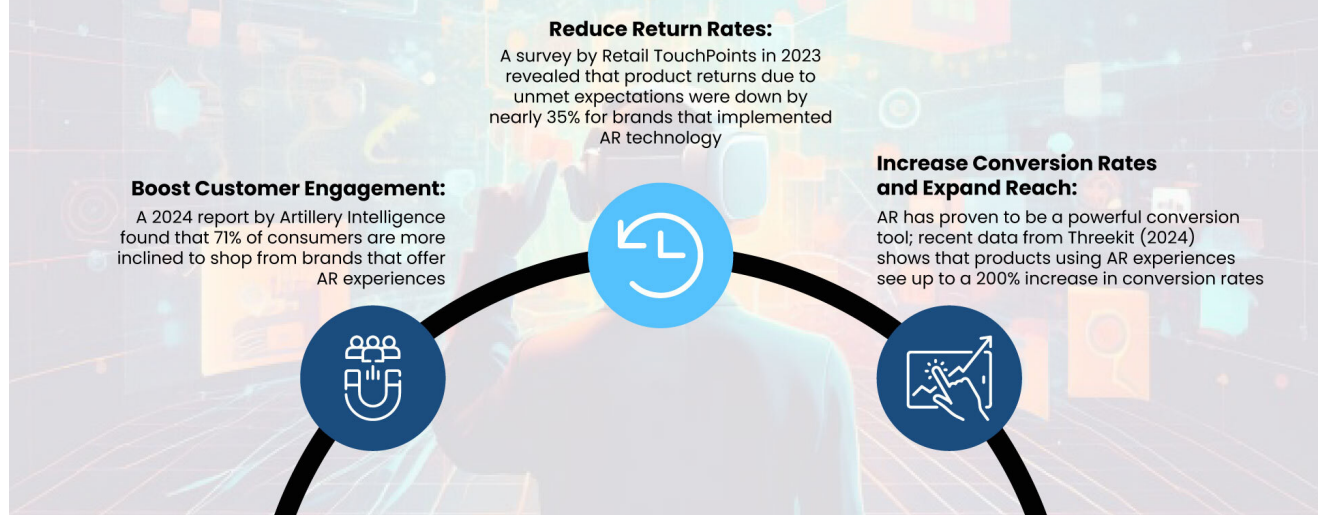 Reduce Return Rates:
A survey by Retail TouchPoints in 2023
revealed that product returns due to
unmet expectations were down by
nearly 35% for brands that implemented
AR technology
Boost Customer Engagement:
A 2024 report by Artillery Intelligence
found that 71% of consumers are more
inclined to shop from brands that offer
AR experiences
Increase Conversion Rates
and Expand Reach:
AR has proven to be a powerful conversion
tool; recent data from Threekit (2024)
shows that products using AR experiences
see up to a 200% increase in conversion rates